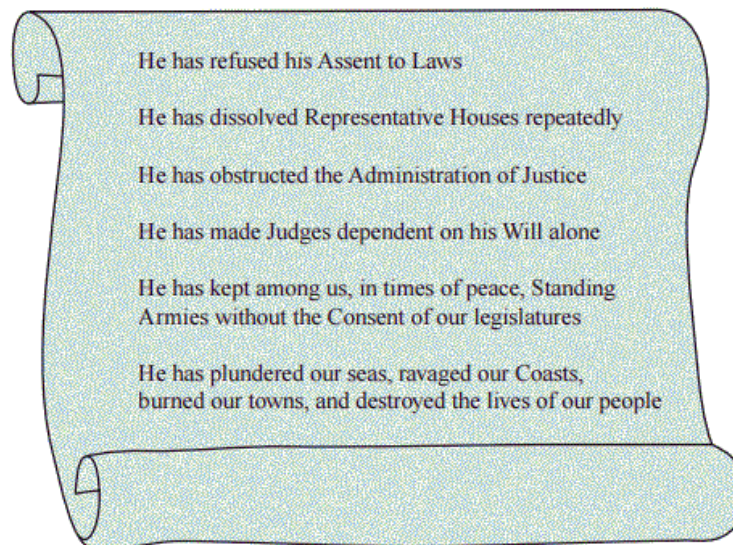 He has refused his Assent to Laws
He has dissolved Representative Houses repeatedly
He has obstructed the Administration of Justice
He has made Judges dependent on his Will alone
He has kept among us, in times of peace, Standing
Armies without the Consent of our legislatures
He has plundered our seas, ravaged our Coasts,
burned our towns, and destroyed the lives of our people